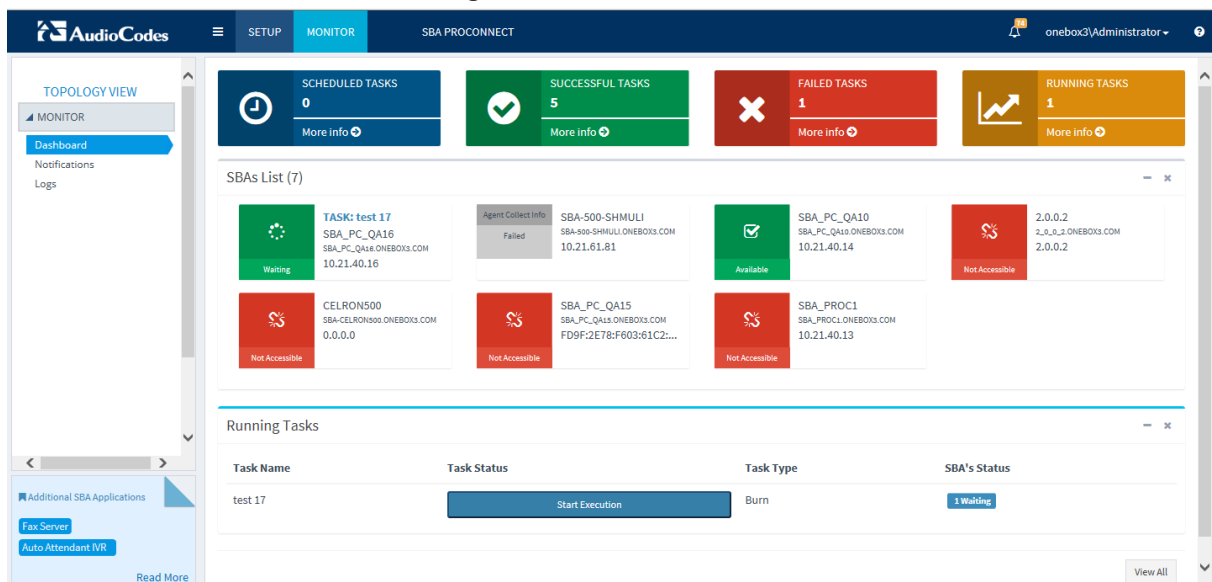 AudioCodes
SETUP MONITOR SBA PROCONNECT
74
onebox3\Administrator
?
TOPOLOGY VIEW
MONITOR
Dashboard
Notifications
Logs
SCHEDULED TASKS
0
More info
SUCCESSFUL TASKS
5
More info
FAILED TASKS
1
More info
RUNNING TASKS
1
More info
SBAs List (7)
Waiting
TASK: test 17
SBA_PC_QA16
SBA_PC_QA16.ONEBOX3.COM
10.21.40.16
Agent Collect Info
Failed
SBA-500-SHMULI
SBA-500-SHMULI.ONEBOX3.COM
10.21.61.81
Available
SBA_PC_QA10
SBA_PC_QA10.ONEBOX3.COM
10.21.40.14
Not Accessible
2.0.0.2
2_0_0_2.ONEBOX3.COM
2.0.0.2
Not Accessible
CELRON500
SBA-CELRON500.ONEBOX3.COM
0.0.0.0
Not Accessible
SBA_PC_QA15
SBA_PC_QA15.ONEBOX3.COM
FD9F:2E78:F603:61C2:...
Not Accessible
SBA_PROC1
SBA_PROC1.ONEBOX3.COM
10.21.40.13
Running Tasks
Task Name Task Status Task Type SBA's Status
test 17 Start Execution Burn 1 Waiting
View All
Additional SBA Applications
Fax Server
Auto Attendant IVR
Read More